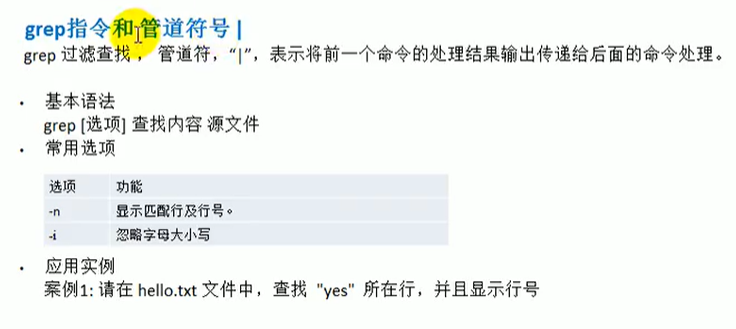 grep指令和管道符号 |
grep 过滤查找 ， 管道符，“|”，表示将前一个命令的处理结果输出传递给后面的命令处理。
• 基本语法
grep [选项] 查找内容 源文件
• 常用选项
选项 功能
-n 显示匹配行及行号。
-i 忽略字母大小写
• 应用实例
案例1: 请在 hello.txt 文件中，查找 "yes" 所在行，并且显示行号